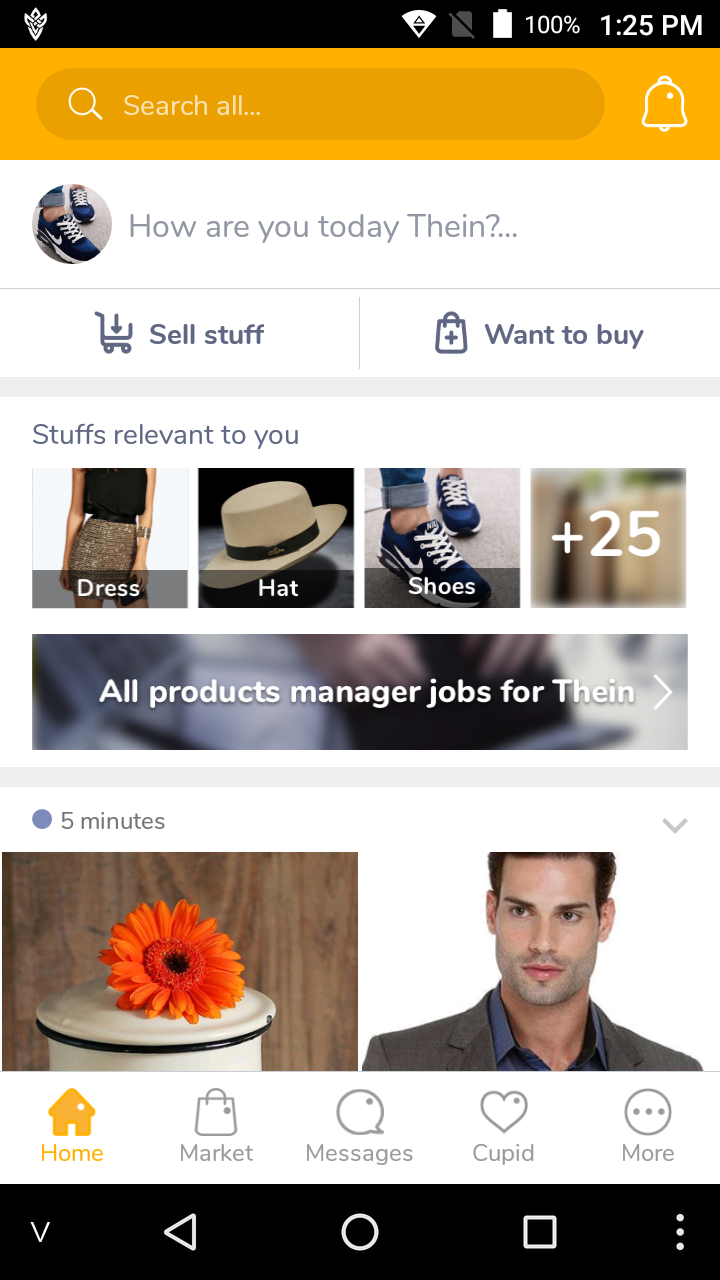 100% 1:25 PM
Search all...
How are you today Thein?...
Sell stuff
Want to buy
Stuffs relevant to you
Dress
Hat
Shoes
+25
All products manager jobs for Thein
5 minutes
Home
Market
Messages
Cupid
More